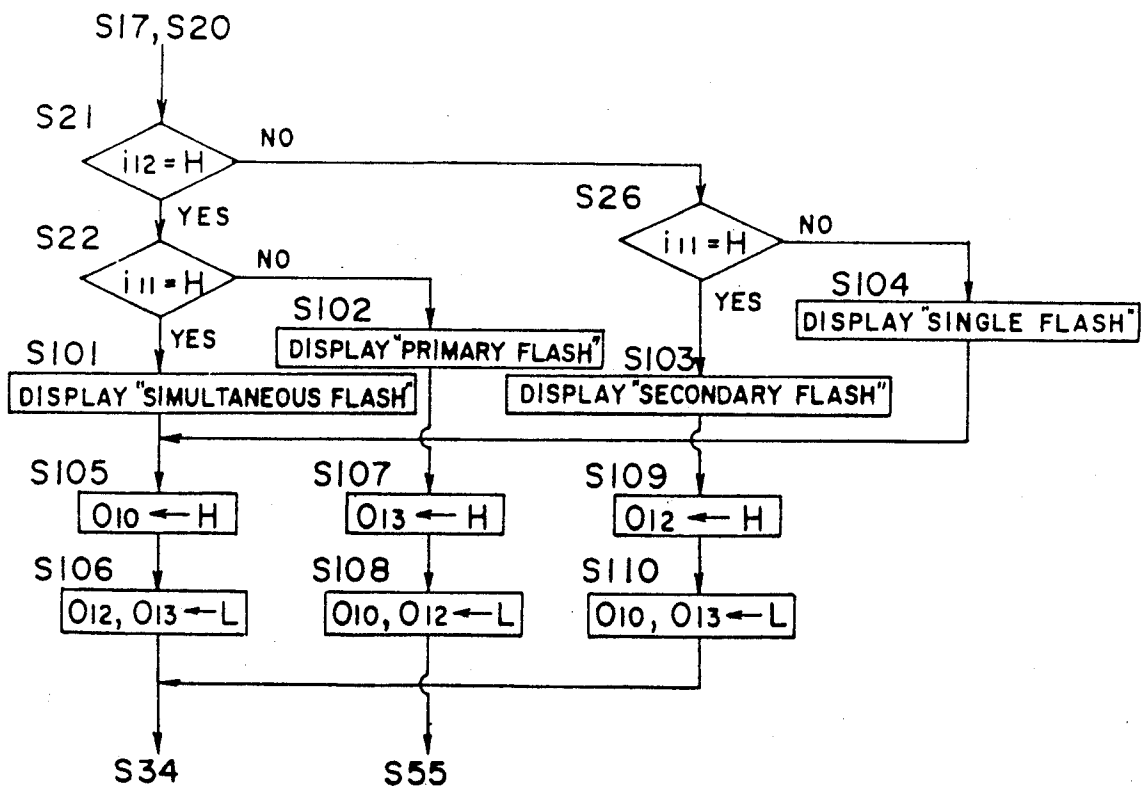 S17, S20
S21
i12 = H
NO
YES
S26
i11 = H
NO
YES
S22
i11 = H
NO
YES
S104
DISPLAY "SINGLE FLASH"
S102
DISPLAY "PRIMARY FLASH"
S101
DISPLAY "SIMULTANEOUS FLASH"
S103
DISPLAY "SECONDARY FLASH"
S105
O10 ← H
S107
O13 ← H
S109
O12 ← H
S106
O12, O13 ← L
S108
O10, O12 ← L
S110
O10, O13 ← L
S34
S55